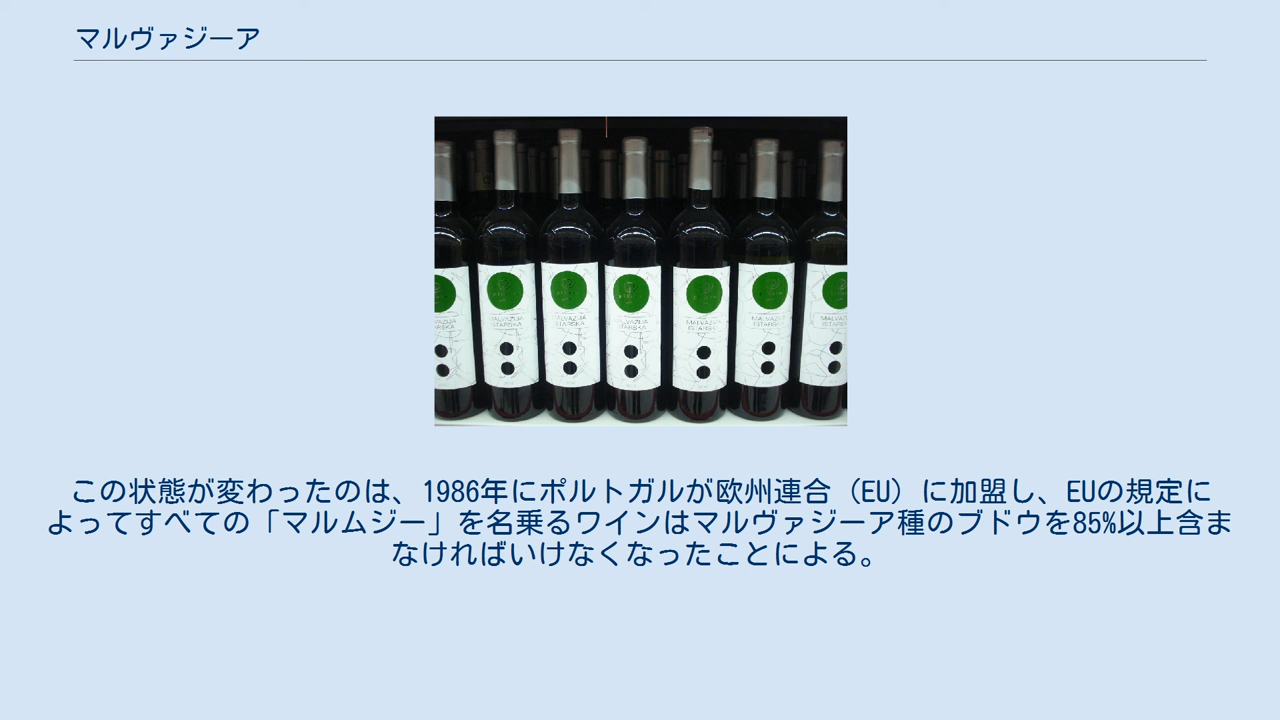 マルヴァジーア
MALVAZIJA
ISTARSKA
この状態が変わったのは、1986年にポルトガルが欧州連合（EU）に加盟し、EUの規定に
よってすべての「マルムジー」を名乗るワインはマルヴァジーア種のブドウを85%以上含ま
なければいけなくなったことによる。